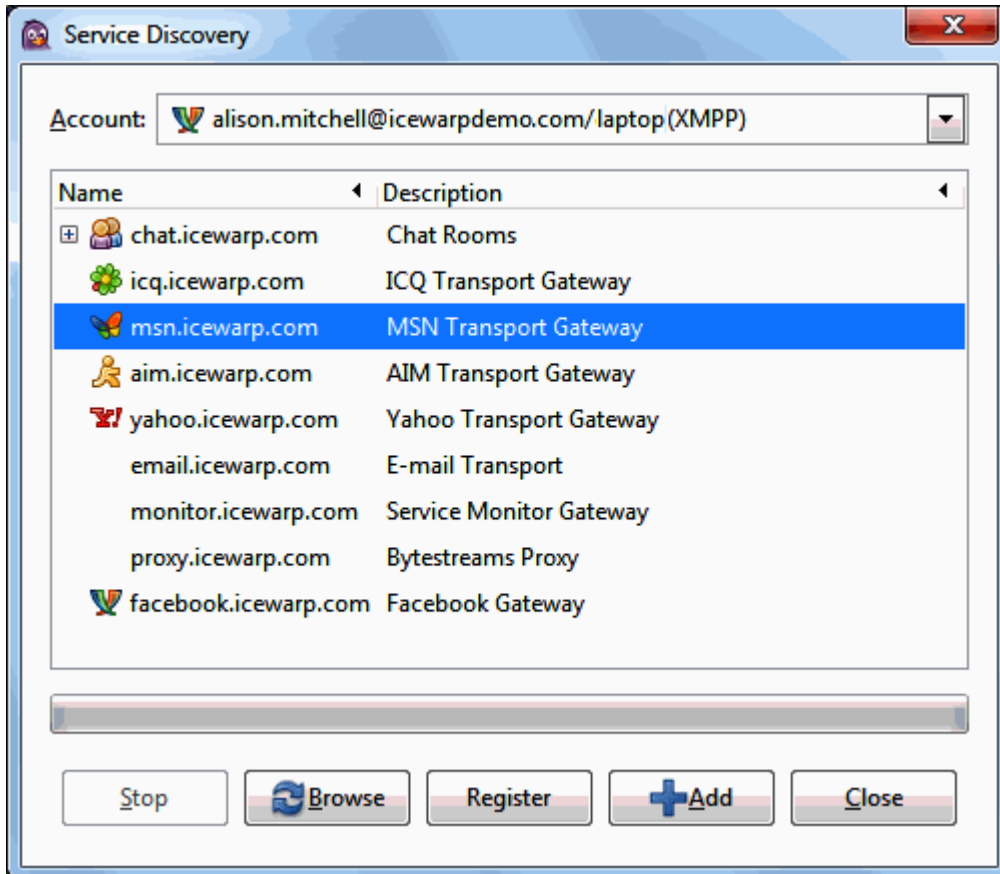 Service Discovery
Account: alison.mitchell@icewarpdemo.com/laptop(XMPP)
Name Description
chat.icewarp.com Chat Rooms
icq.icewarp.com ICQ Transport Gateway
msn.icewarp.com MSN Transport Gateway
aim.icewarp.com AIM Transport Gateway
yahoo.icewarp.com Yahoo Transport Gateway
email.icewarp.com E-mail Transport
monitor.icewarp.com Service Monitor Gateway
proxy.icewarp.com Bytestreams Proxy
facebook.icewarp.com Facebook Gateway
Stop Browse Register Add Close